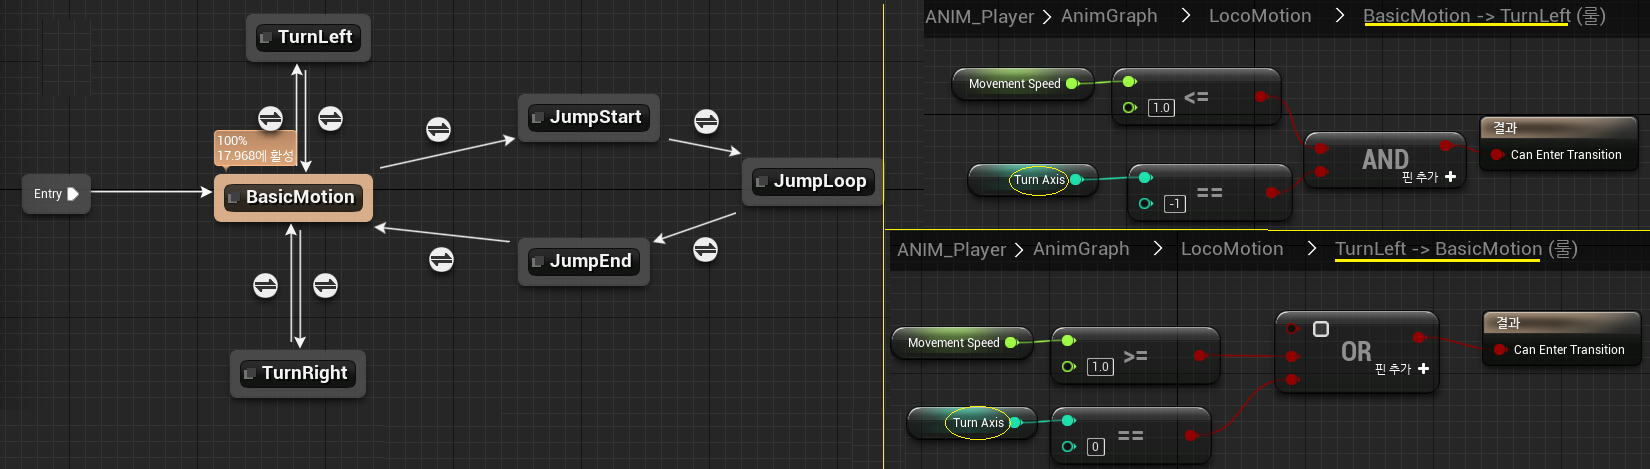 TurnLeft
100%
17.968에 활성
Entry
BasicMotion
TurnRight
JumpStart
JumpLoop
JumpEnd
ANIM_Player > AnimGraph > LocoMotion > BasicMotion -> TurnLeft (룰)
Movement Speed
1.0
<=
Turn Axis
-1
==
AND
핀 추가 +
결과
Can Enter Transition
ANIM_Player > AnimGraph > LocoMotion > TurnLeft -> BasicMotion (룰)
Movement Speed
1.0
>=
Turn Axis
0
==
OR
핀 추가 +
결과
Can Enter Transition